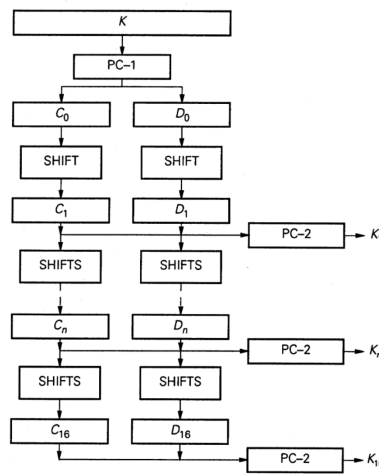 K
PC–1
C0 D0
SHIFT SHIFT
C1 D1
PC–2 K
SHIFTS SHIFTS
Cn Dn
PC–2 K
SHIFTS SHIFTS
C16 D16
PC–2 K1